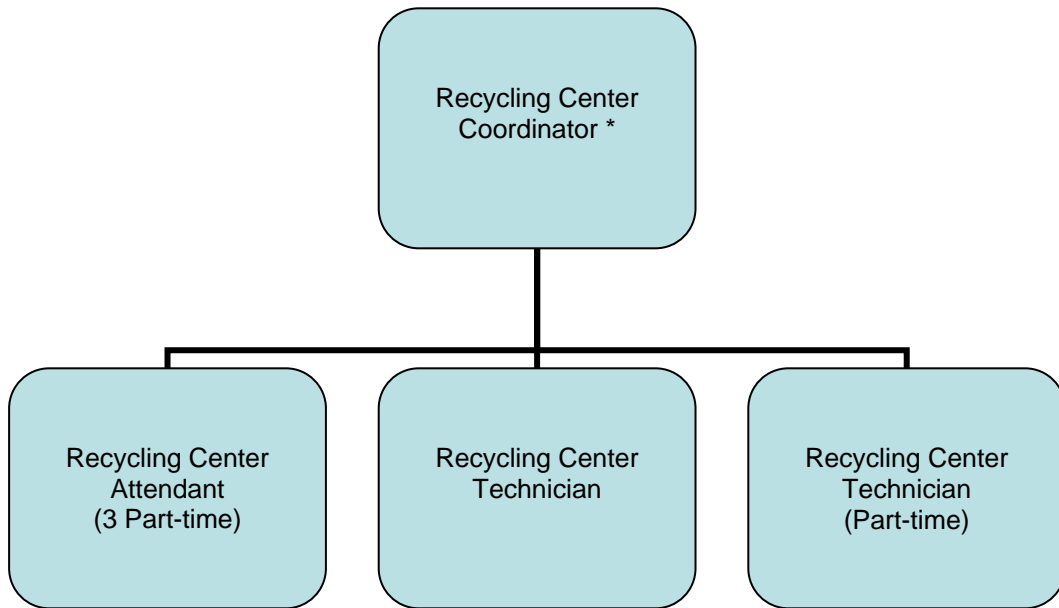 Recycling Center
Coordinator *
Recycling Center
Attendant
(3 Part-time)
Recycling Center
Technician
Recycling Center
Technician
(Part-time)